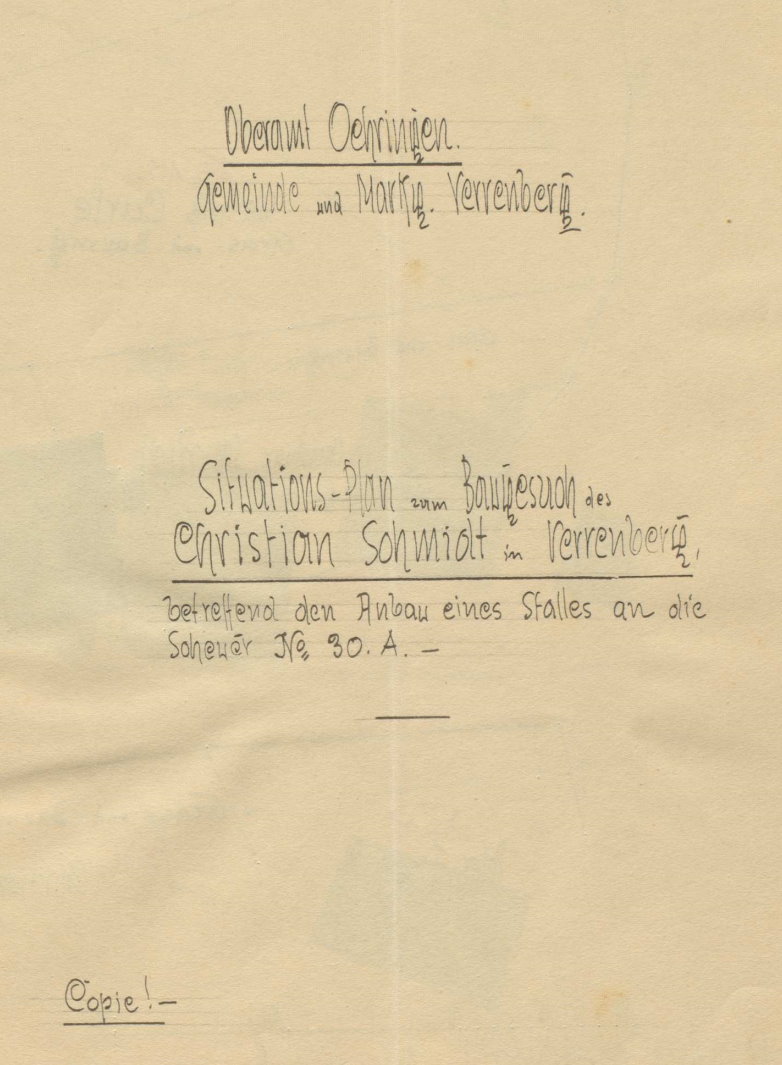 Oberamt Oehringen.
Gemeinde und Markg. Verrenberg.
Situations-Plan zum Baugesuch des
Christian Schmidt in Verrenberg,
betreffend den Anbau eines Stalles an die
Scheuer No. 30. A. –
Copie! –